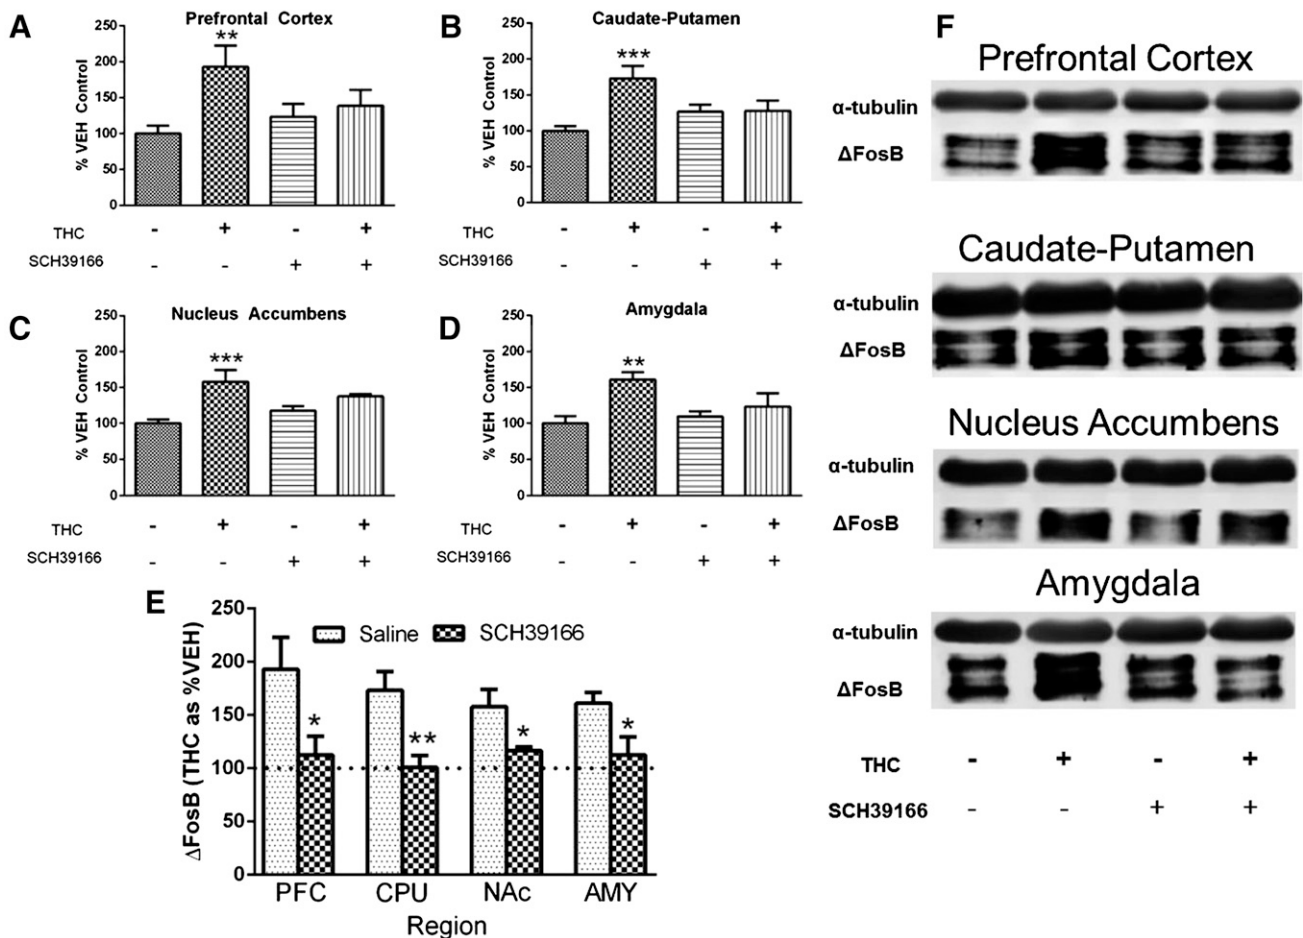 A
Prefrontal Cortex
250
200
150
100
50
0
% VEH Control
**
THC - + - +
SCH39166 - - + +
B
Caudate-Putamen
250
200
150
100
50
0
% VEH Control
***
THC - + - +
SCH39166 - - + +
C
Nucleus Accumbens
250
200
150
100
50
0
% VEH Control
***
THC - + - +
SCH39166 - - + +
D
Amygdala
250
200
150
100
50
0
% VEH Control
**
THC - + - +
SCH39166 - - + +
E
250
200
150
100
50
0
ΔFosB (THC as %VEH)
Saline SCH39166
* ** * *
PFC CPU NAc AMY
Region
F
Prefrontal Cortex
α-tubulin
ΔFosB
Caudate-Putamen
α-tubulin
ΔFosB
Nucleus Accumbens
α-tubulin
ΔFosB
Amygdala
α-tubulin
ΔFosB
THC - + - +
SCH39166 - - + +